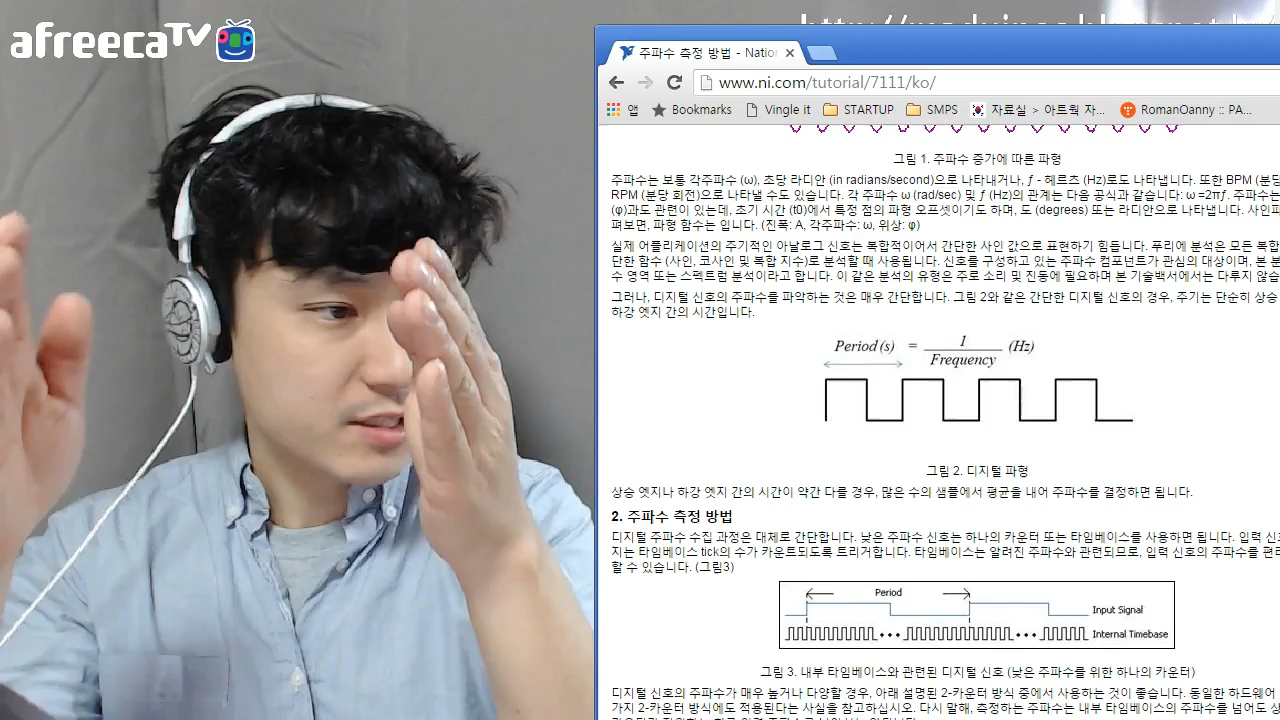 afreecaTV
주파수 측정 방법 - Nation
www.ni.com/tutorial/7111/ko/
앱 Bookmarks Vingle it STARTUP SMPS 자료실 > 아트웍 자... RomanOanny :: PA...
그림 1. 주파수 증가에 따른 파형
주파수는 보통 각주파수 (ω), 초당 라디안 (in radians/second)으로 나타내거나, ƒ - 헤르츠 (Hz)로도 나타냅니다. 또한 BPM (분당
RPM (분당 회전)으로 나타낼 수도 있습니다. 각 주파수 ω (rad/sec) 및 ƒ (Hz)의 관계는 다음 공식과 같습니다: ω =2πƒ. 주파수는
(φ)과도 관련이 있는데, 초기 시간 (t0)에서 특정 점의 파형 오프셋이기도 하며, 도 (degrees) 또는 라디안으로 나타냅니다. 사인파
펴보면, 파형 함수는 입니다. (진폭: A, 각주파수: ω, 위상: φ)
실제 어플리케이션의 주기적인 아날로그 신호는 복합적이어서 간단한 사인 값으로 표현하기 힘듭니다. 푸리에 분석은 모든 복합
단한 함수 (사인, 코사인 및 복합 지수)로 분석할 때 사용됩니다. 신호를 구성하고 있는 주파수 컴포넌트가 관심의 대상이며, 본 분
수 영역 또는 스펙트럼 분석이라고 합니다. 이 같은 분석의 유형은 주로 소리 및 진동에 필요하며 본 기술백서에서는 다루지 않습
그러나, 디지털 신호의 주파수를 파악하는 것은 매우 간단합니다. 그림 2와 같은 간단한 디지털 신호의 경우, 주기는 단순히 상승
하강 엣지 간의 시간입니다.
Period (s) = 1 / Frequency (Hz)
그림 2. 디지털 파형
상승 엣지나 하강 엣지 간의 시간이 약간 다를 경우, 많은 수의 샘플에서 평균을 내어 주파수를 결정하면 됩니다.
2. 주파수 측정 방법
디지털 주파수 수집 과정은 대체로 간단합니다. 낮은 주파수 신호는 하나의 카운터 또는 타임베이스를 사용하면 됩니다. 입력 신호
지는 타임베이스 tick의 수가 카운트되도록 트리거합니다. 타임베이스는 알려진 주파수와 관련되므로, 입력 신호의 주파수를 편리
할 수 있습니다. (그림3)
Period
Input Signal
Internal Timebase
그림 3. 내부 타임베이스와 관련된 디지털 신호 (낮은 주파수를 위한 하나의 카운터)
디지털 신호의 주파수가 매우 높거나 다양할 경우, 아래 설명된 2-카운터 방식 중에서 사용하는 것이 좋습니다. 동일한 하드웨어
가지 2-카운터 방식에도 적용된다는 사실을 참고하십시오. 다시 말해, 측정하는 주파수는 내부 타임베이스의 주파수를 넘어도